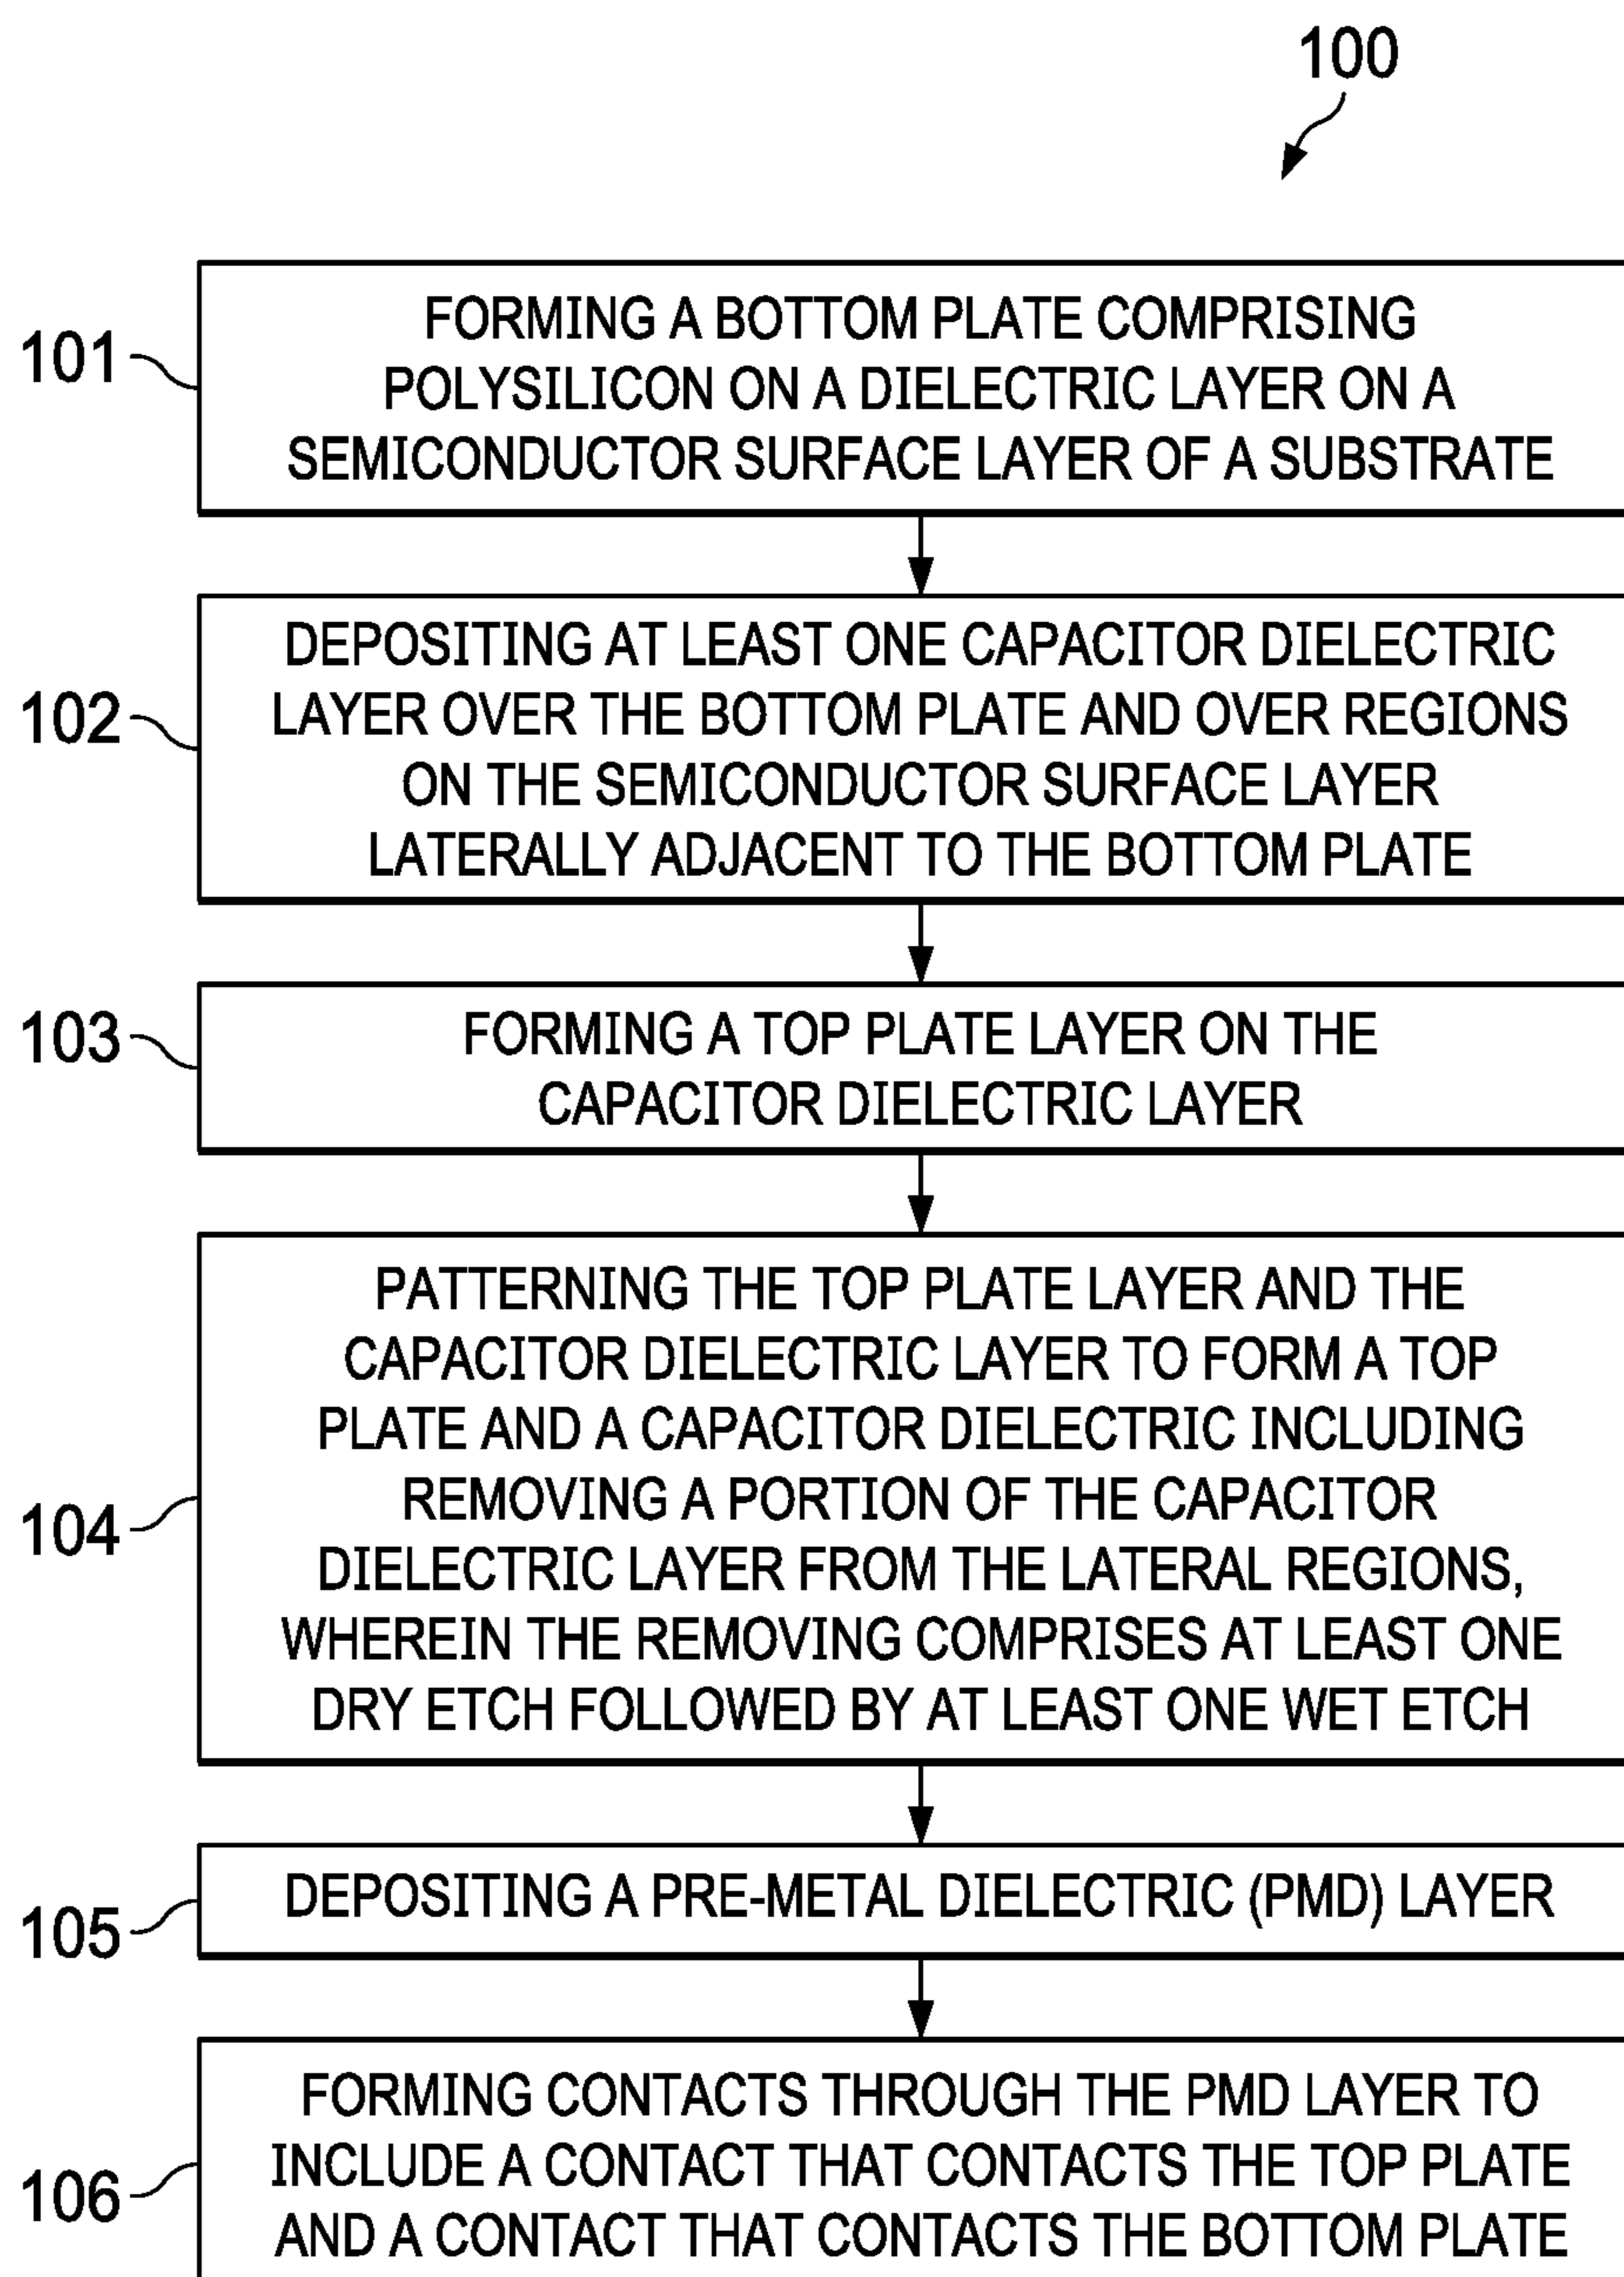 100
101
FORMING A BOTTOM PLATE COMPRISING
POLYSILICON ON A DIELECTRIC LAYER ON A
SEMICONDUCTOR SURFACE LAYER OF A SUBSTRATE
102
DEPOSITING AT LEAST ONE CAPACITOR DIELECTRIC
LAYER OVER THE BOTTOM PLATE AND OVER REGIONS
ON THE SEMICONDUCTOR SURFACE LAYER
LATERALLY ADJACENT TO THE BOTTOM PLATE
103
FORMING A TOP PLATE LAYER ON THE
CAPACITOR DIELECTRIC LAYER
104
PATTERNING THE TOP PLATE LAYER AND THE
CAPACITOR DIELECTRIC LAYER TO FORM A TOP
PLATE AND A CAPACITOR DIELECTRIC INCLUDING
REMOVING A PORTION OF THE CAPACITOR
DIELECTRIC LAYER FROM THE LATERAL REGIONS,
WHEREIN THE REMOVING COMPRISES AT LEAST ONE
DRY ETCH FOLLOWED BY AT LEAST ONE WET ETCH
105
DEPOSITING A PRE-METAL DIELECTRIC (PMD) LAYER
106
FORMING CONTACTS THROUGH THE PMD LAYER TO
INCLUDE A CONTACT THAT CONTACTS THE TOP PLATE
AND A CONTACT THAT CONTACTS THE BOTTOM PLATE